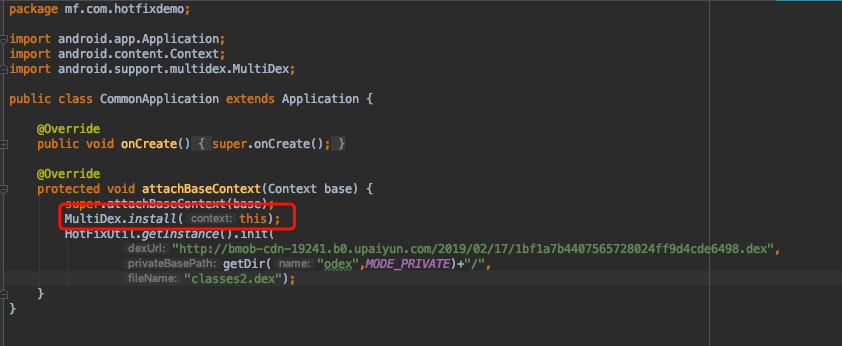 package mf.com.hotfixdemo;
import android.app.Application;
import android.content.Context;
import android.support.multidex.MultiDex;
public class CommonApplication extends Application {
@Override
public void onCreate() { super.onCreate(); }
@Override
protected void attachBaseContext(Context base) {
super.attachBaseContext(base);
MultiDex.install( context: this);
HotFixUtil.getInstance().init(
dexUrl: "http://bmob-cdn-19241.b0.upaiyun.com/2019/02/17/1bf1a7b4407565728024ff9d4cde6498.dex",
privateBasePath: getDir( name: "odex",MODE_PRIVATE)+"/",
fileName: "classes2.dex");
}
}